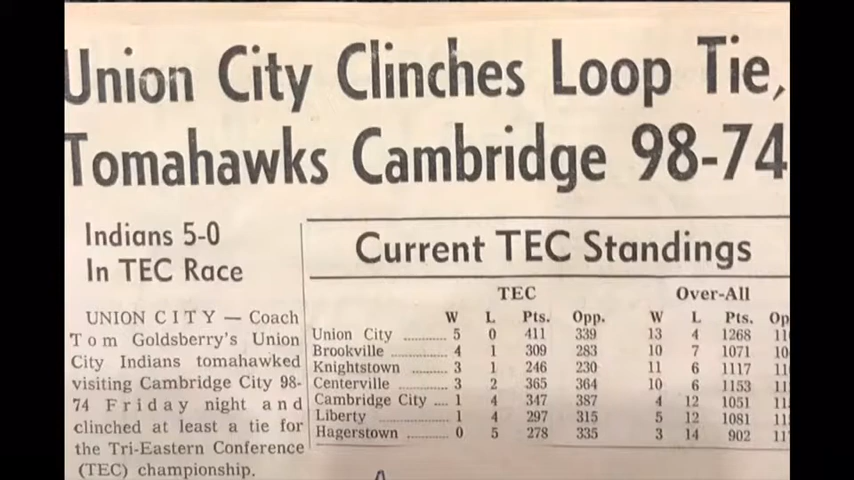 Union City Clinches Loop Tie,
Tomahawks Cambridge 98-74
Indians 5-0
In TEC Race
UNION CITY — Coach
Tom Goldsberry's Union
City Indians tomahawked
visiting Cambridge City 98-
74 Friday night and
clinched at least a tie for
the Tri-Eastern Conference
(TEC) championship.
Current TEC Standings
TEC Over-All
W L Pts. Opp. W L Pts.
Union City .......... 5 0 411 339 13 4 1268
Brookville ............ 4 1 309 283 10 7 1071
Knightstown ........ 3 1 246 230 11 6 1117
Centerville ........... 3 2 365 364 10 6 1153
Cambridge City .... 1 4 347 387 4 12 1051
Liberty ................ 1 4 297 315 5 12 1081
Hagerstown ......... 0 5 278 335 3 14 902